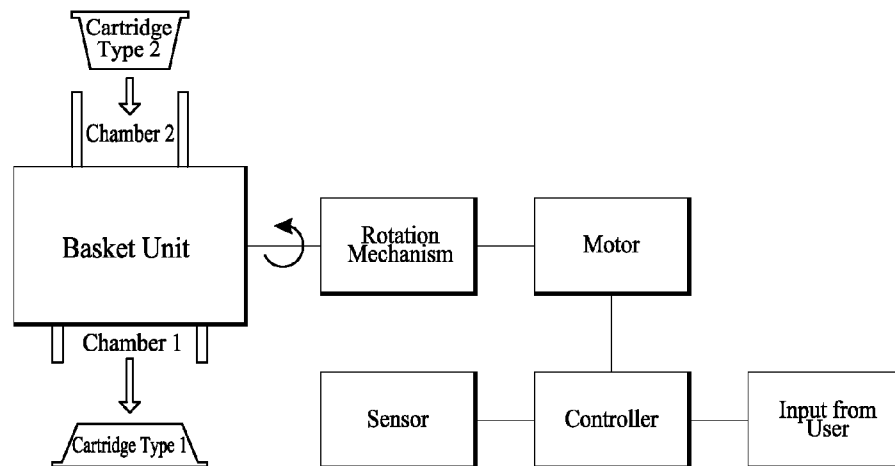 Cartridge
Type 2
Chamber 2
Basket Unit
Rotation
Mechanism
Motor
Chamber 1
Cartridge Type 1
Sensor
Controller
Input from
User